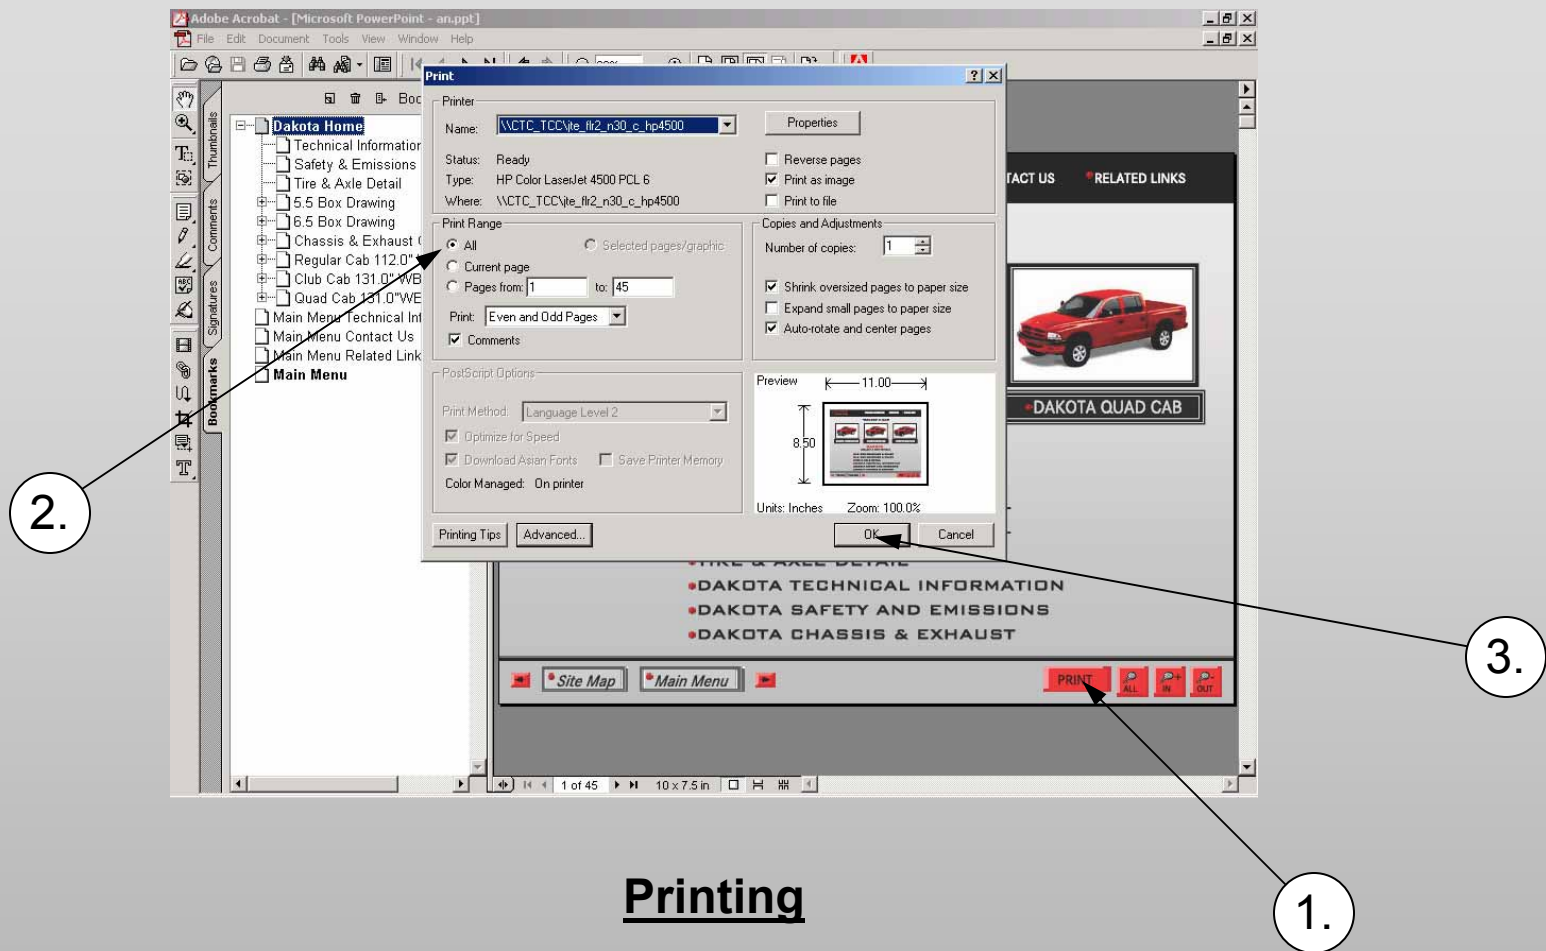 Adobe Acrobat - [Microsoft PowerPoint - an.ppt]
File Edit Document Tools View Window Help
Print
Printer
Name: \\CTC_TCC\jte_flr2_n30_c_hp4500
Properties
Status: Ready
Type: HP Color LaserJet 4500 PCL 6
Where: \\CTC_TCC\jte_flr2_n30_c_hp4500
Reverse pages
Print as image
Print to file
Print Range
All
Selected pages/graphic
Current page
Pages from: 1 to: 45
Print: Even and Odd Pages
Comments
Copies and Adjustments
Number of copies: 1
Shrink oversized pages to paper size
Expand small pages to paper size
Auto-rotate and center pages
PostScript Options
Print Method: Language Level 2
Optimize for Speed
Download Asian Fonts
Save Printer Memory
Color Managed: On printer
Preview
11.00
8.50
Units: Inches Zoom: 100.0%
Printing Tips
Advanced...
OK
Cancel
Thumbnails
Comments
Signatures
Bookmarks
Dakota Home
Technical Information
Safety & Emissions
Tire & Axle Detail
5.5 Box Drawing
6.5 Box Drawing
Chassis & Exhaust
Regular Cab 112.0"
Club Cab 131.0" WB
Quad Cab 131.0"WB
Main Menu Technical Inf
Main Menu Contact Us
Main Menu Related Link
Main Menu
TACT US
RELATED LINKS
DAKOTA QUAD CAB
TIRE & AXLE DETAIL
DAKOTA TECHNICAL INFORMATION
DAKOTA SAFETY AND EMISSIONS
DAKOTA CHASSIS & EXHAUST
Site Map
Main Menu
PRINT
ALL
IN
OUT
1 of 45
10 x 7.5 in
2.
3.
1.
Printing